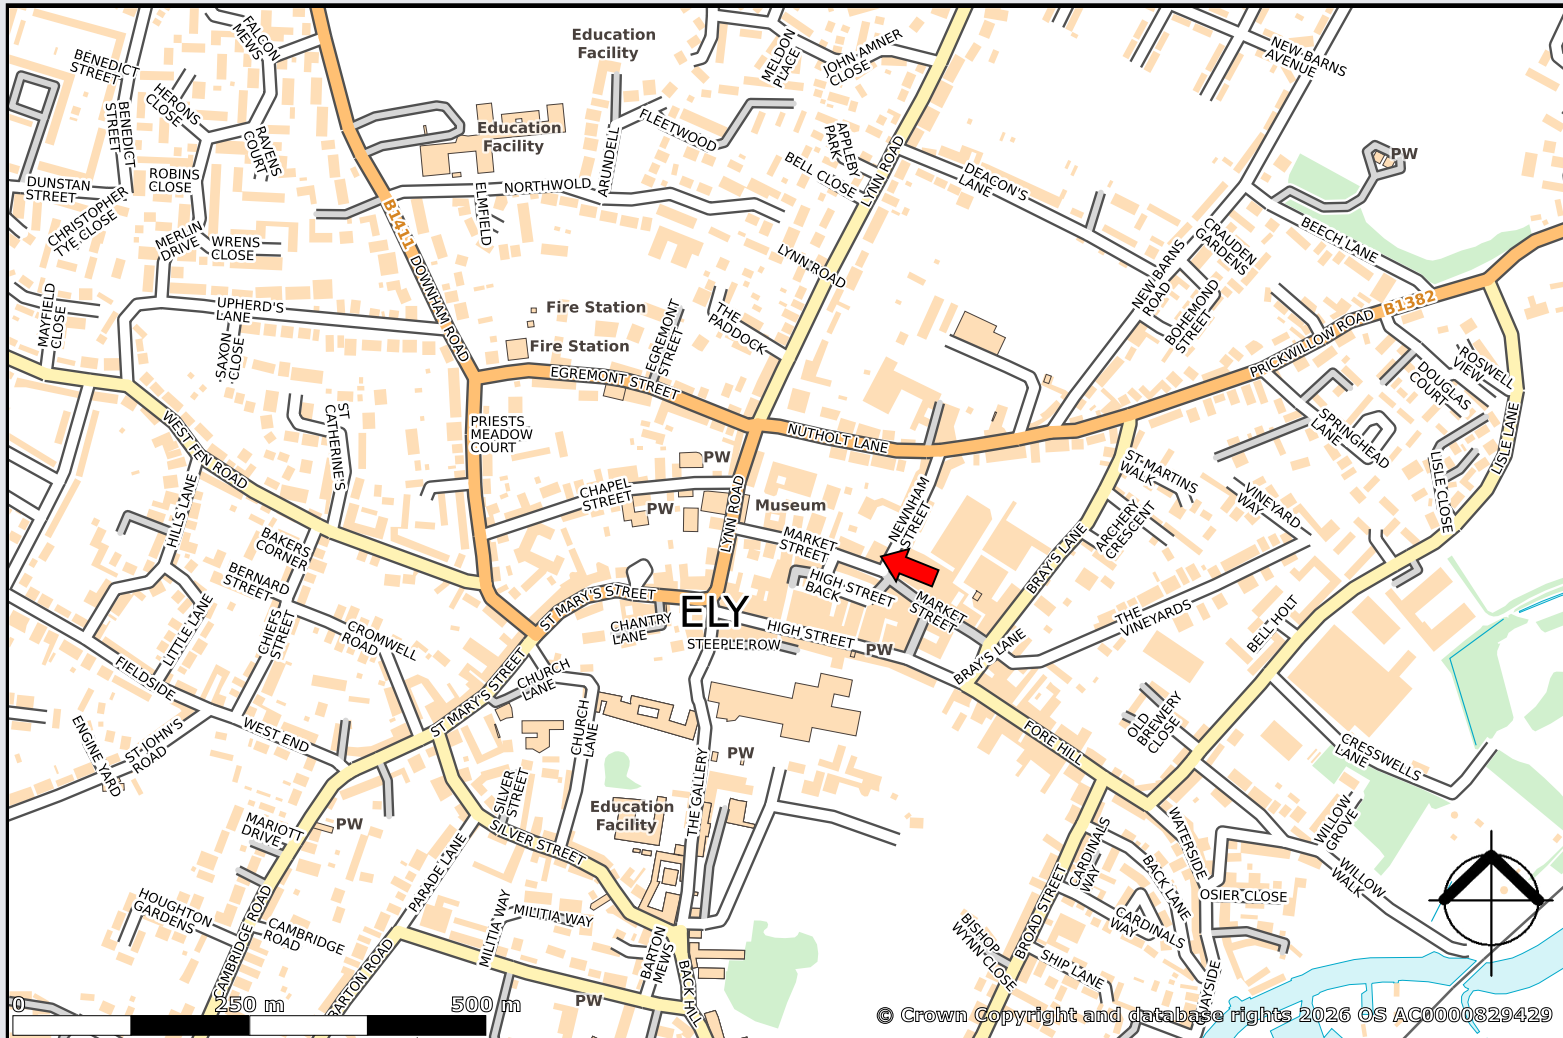 Education
Facility
FALCON
MEWS
BENEDICT
STREET
MELDON
PLACE
JOHN AMNER
CLOSE
NEW BARNS
AVENUE
HERONS
CLOSE
BENEDICT
STREET
RAVENS
COURT
Education
Facility
FLEETWOOD
ARUNDELL
APPLEBY
PARK
BELL CLOSE
LYNN ROAD
DEACON'S
LANE
PW
DUNSTAN
STREET
ROBINS
CLOSE
CHRISTOPHER
TYE CLOSE
MERLIN
DRIVE
WRENS
CLOSE
B1411
ELMFIELD
NORTHWOLD
LYNN ROAD
CRAUDEN
GARDENS
BEECH LANE
NEW BARNS
ROAD
BOHEMOND
STREET
MAYFIELD
CLOSE
UPHERD'S
LANE
SAXON
CLOSE
DOWNHAM ROAD
Fire Station
Fire Station
EGREMONT
STREET
THE
PADDOCK
B1382
PRICKWILLOW ROAD
ROSWELL
VIEW
DOUGLAS
COURT
EGREMONT STREET
WEST FEN ROAD
ST
CATHERINE'S
PRIESTS
MEADOW
COURT
NUTHOLT LANE
SPRINGHEAD
LANE
LISLE LANE
LISLE CLOSE
PW
CHAPEL
STREET
PW
LYNN ROAD
Museum
MARKET
STREET
NEWNHAM
STREET
ST MARTINS
WALK
ARCHERY
CRESCENT
VINEYARD
WAY
HILLS LANE
BAKERS
CORNER
BERNARD
STREET
LITTLE LANE
CHIEFS
STREET
CROMWELL
ROAD
ST MARY'S STREET
CHANTRY
LANE
ELY
STEEPLE ROW
HIGH STREET
BACK
HIGH STREET
MARKET
STREET
PW
BRAY'S LANE
BRAY'S LANE
THE
VINEYARDS
BELL HOLT
FIELDSIDE
WEST END
ST JOHN'S
ROAD
ENGINE YARD
ST MARY'S STREET
CHURCH
LANE
CHURCH
LANE
THE GALLERY
PW
FORE HILL
OLD
BREWERY
CLOSE
CRESSWELLS
LANE
SILVER
STREET
Education
Facility
SILVER STREET
MARIOTT
DRIVE
PW
PARADE LANE
WATERSIDE
WILLOW
GROVE
WILLOW
WALK
CARDINALS
WAY
BACK LANE
OSIER CLOSE
HOUGHTON
GARDENS
CAMBRIDGE
ROAD
CAMBRIDGE ROAD
BARTON ROAD
MILITIA WAY
MILITIA WAY
BARTON
MEWS
BACK HILL
PW
BISHOP
WYNN CLOSE
BROAD STREET
CARDINALS
WAY
SHIP LANE
0
250 m
500 m
© Crown Copyright and database rights 2026 OS AC0000829429